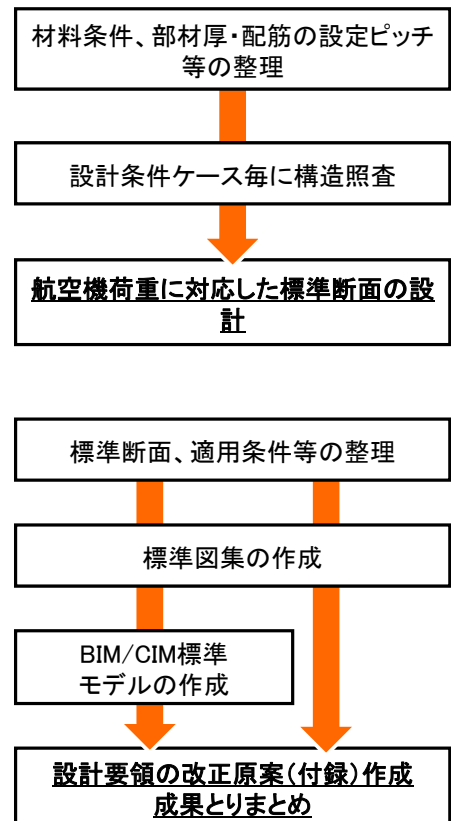 材料条件、部材厚・配筋の設定ピッチ
等の整理
設計条件ケース毎に構造照査
航空機荷重に対応した標準断面の設
計
標準断面、適用条件等の整理
標準図集の作成
BIM/CIM標準
モデルの作成
設計要領の改正原案(付録)作成
成果とりまとめ